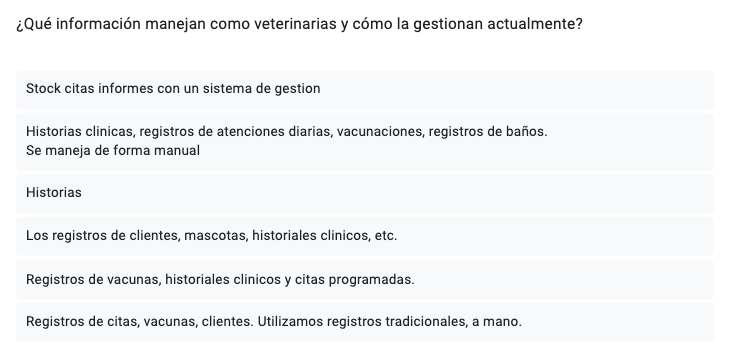 ¿Qué información manejan como veterinarias y cómo la gestionan actualmente?
Stock citas informes con un sistema de gestion
Historias clinicas, registros de atenciones diarias, vacunaciones, registros de baños.
Se maneja de forma manual
Historias
Los registros de clientes, mascotas, historiales clinicos, etc.
Registros de vacunas, historiales clinicos y citas programadas.
Registros de citas, vacunas, clientes. Utilizamos registros tradicionales, a mano.